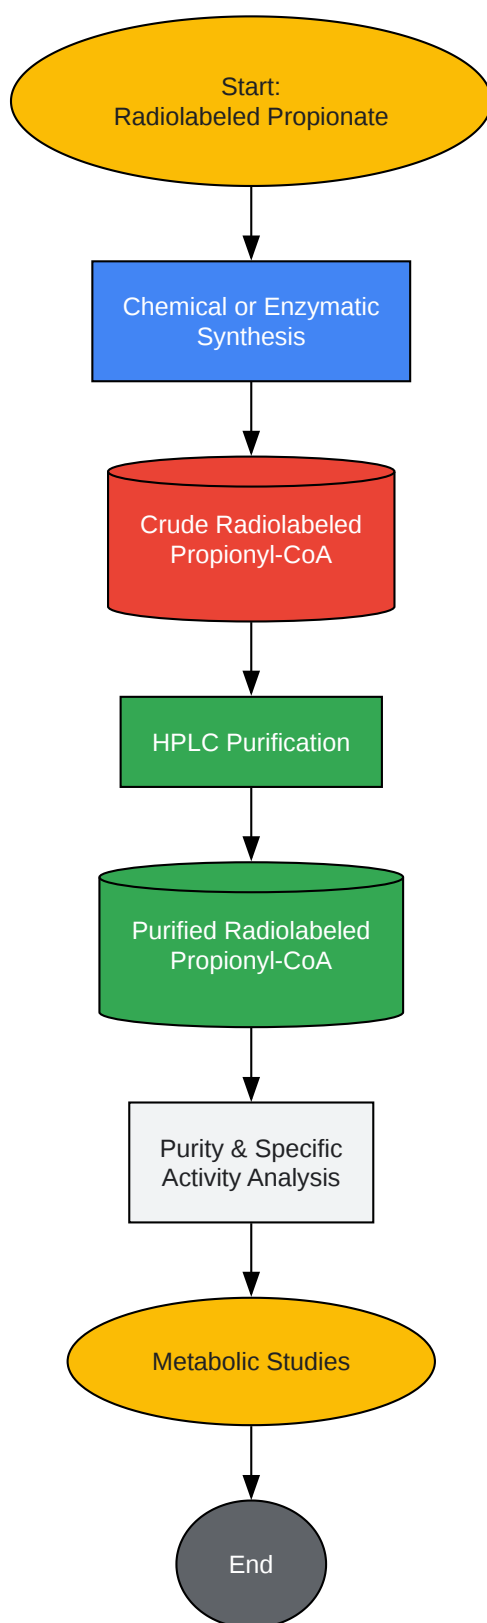 Start:
Radiolabeled Propionate
Chemical or Enzymatic
Synthesis
Crude Radiolabeled
Propionyl-CoA
HPLC Purification
Purified Radiolabeled
Propionyl-CoA
Purity & Specific
Activity Analysis
Metabolic Studies
End